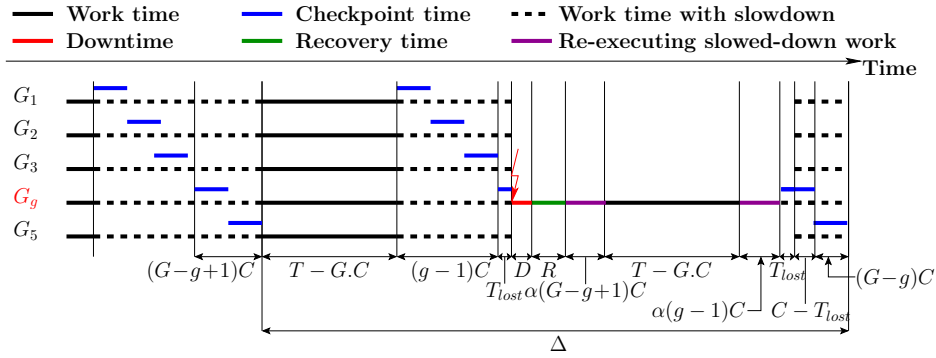 Work time Checkpoint time Work time with slowdown
Downtime Recovery time Re-executing slowed-down work
Time
G1
G2
G3
Gg
G5
(G−g+1)C T − G.C (g−1)C Tlost D R α(G−g+1)C T − G.C α(g − 1)C Tlost C − Tlost (G−g)C
Δ